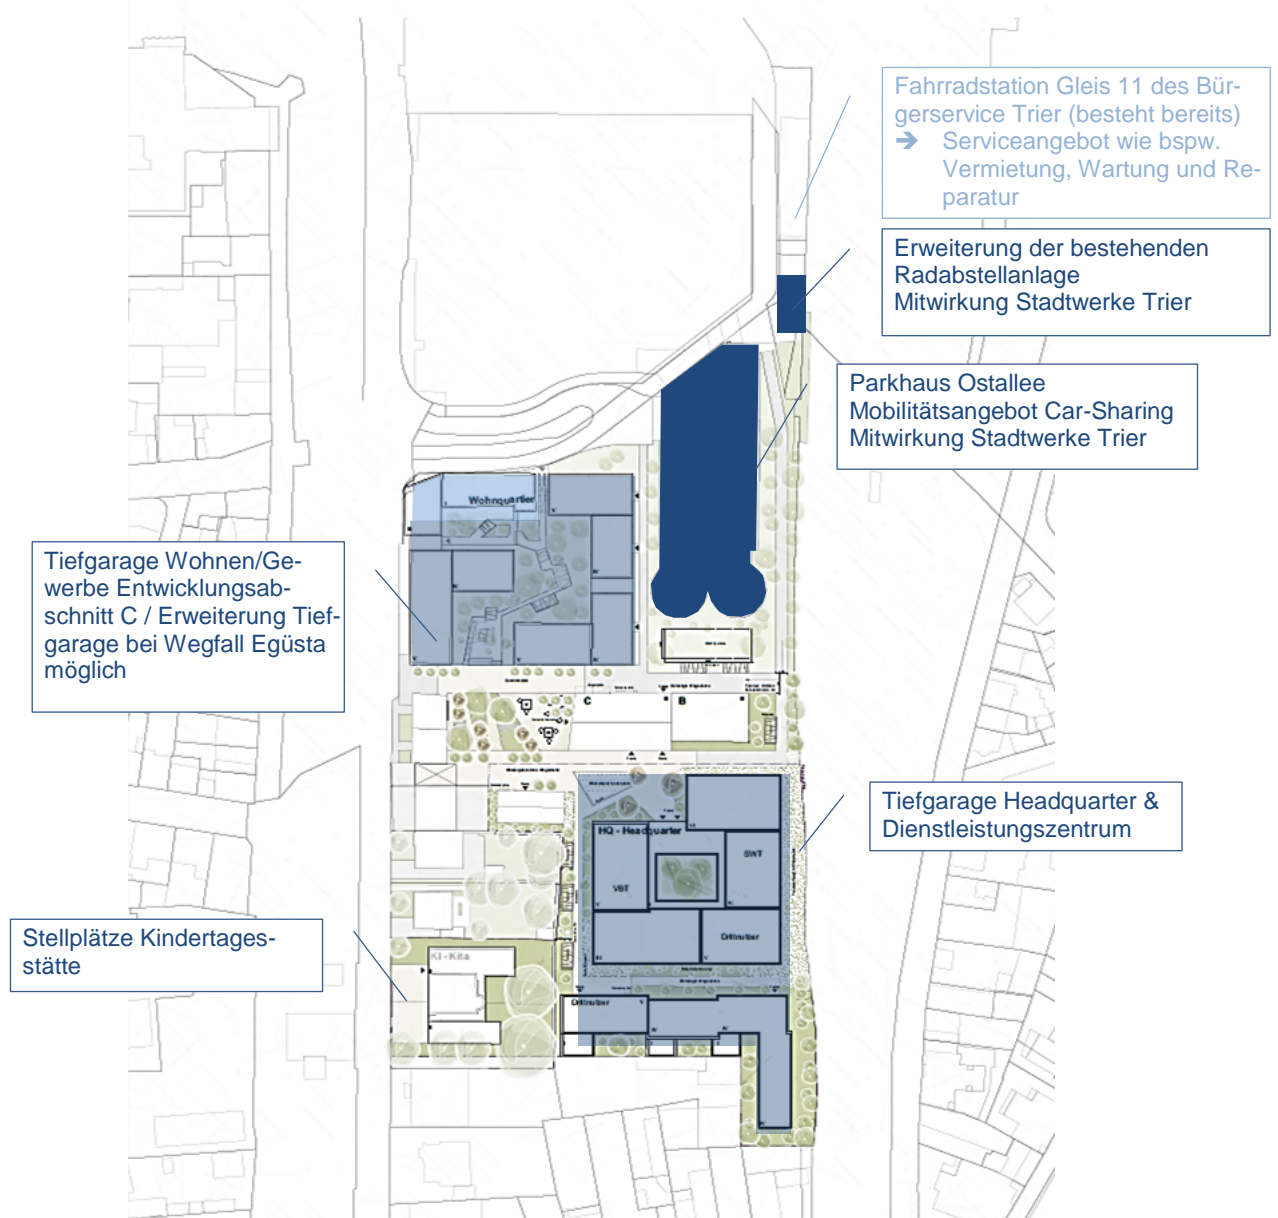 Fahrradstation Gleis 11 des Bür-
gerservice Trier (besteht bereits)
➔ Serviceangebot wie bspw.
Vermietung, Wartung und Re-
paratur
Erweiterung der bestehenden
Radabstellanlage
Mitwirkung Stadtwerke Trier
Parkhaus Ostallee
Mobilitätsangebot Car-Sharing
Mitwirkung Stadtwerke Trier
Wohnquartier
Tiefgarage Wohnen/Ge-
werbe Entwicklungsab-
schnitt C / Erweiterung Tief-
garage bei Wegfall Egüsta
möglich
C
B
Tiefgarage Headquarter &
Dienstleistungszentrum
HQ - Headquarter
SWT
VBT
Drittnutzer
Stellplätze Kindertages-
stätte
KI - Kita
Drittnutzer